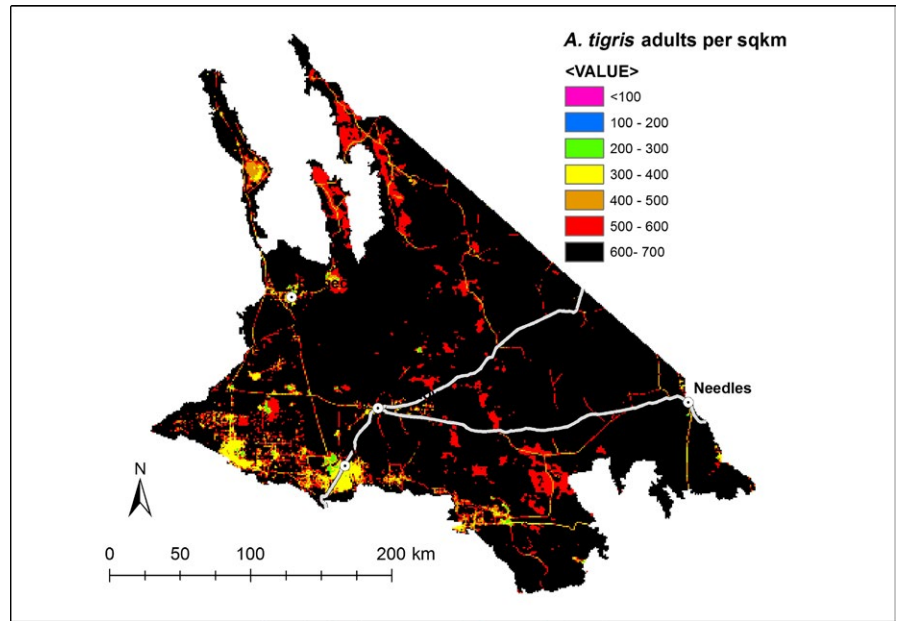 A. tigris adults per sqkm
<VALUE>
<100
100 - 200
200 - 300
300 - 400
400 - 500
500 - 600
600- 700
Needles
N
0 50 100 200 km